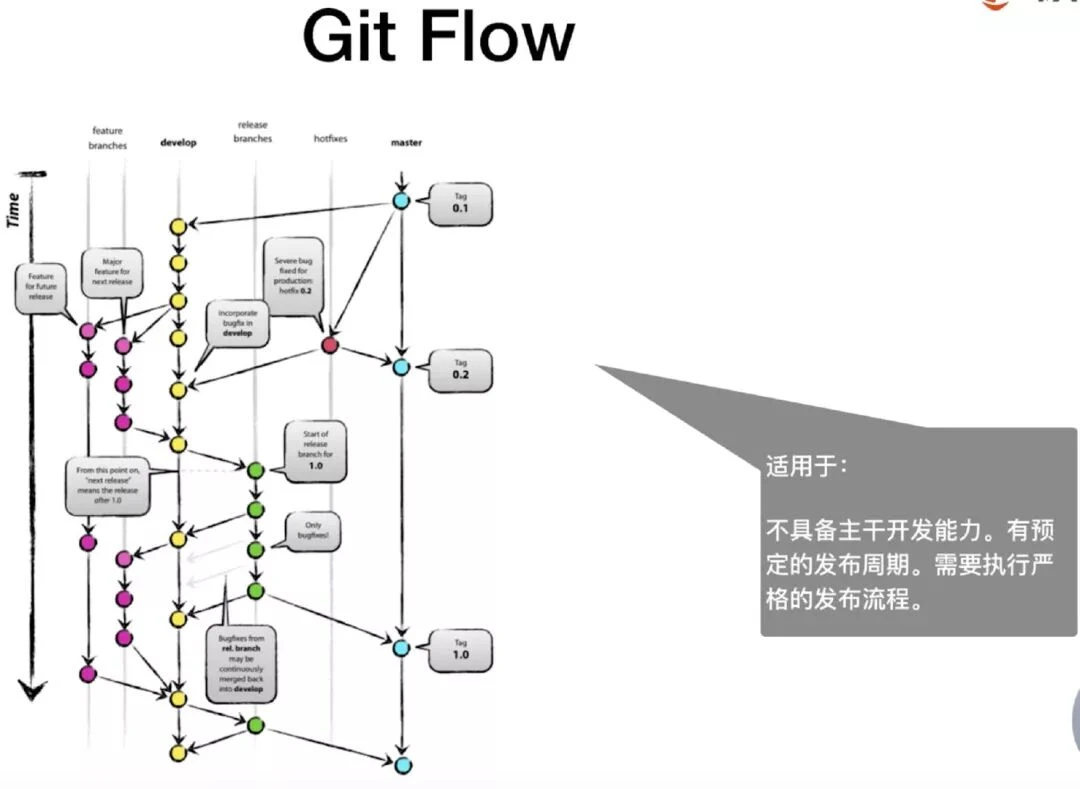 Git Flow
feature
branches
develop
release
branches
hotfixes
master
Time
Tag
0.1
Feature
for future
release
Major
feature for
next release
Severe bug
fixed for
production:
hotfix 0.2
Incorporate
bugfix in
develop
Tag
0.2
Start of
release
branch for
1.0
From this point on,
"next release"
means the release
after 1.0
Only
bugfixes!
Bugfixes from
rel. branch
may be
continuously
merged back
into develop
Tag
1.0
适用于：
不具备主干开发能力。有预
定的发布周期。需要执行严
格的发布流程。